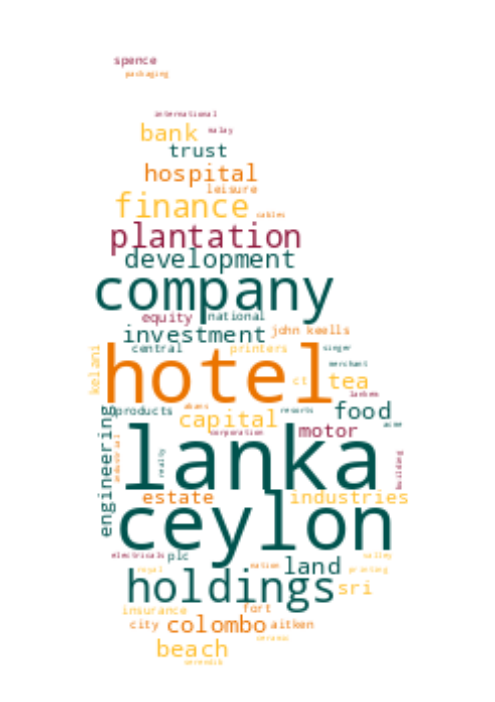 spence
packaging
international
bank malay
trust
hospital
leisure
finance cables
plantation
development
company
equity national
investment john keells
central printers singer
kelani hotel merchant
ct tea
lankem
products abans resorts food
capital acme
corporation motor
engineering lanka
industrial realty building
estate industries
ceylon
electricals plc valley
royal nation land printing
holdings sri
insurance fort
city colombo aitken
ceramic
beach
serendib